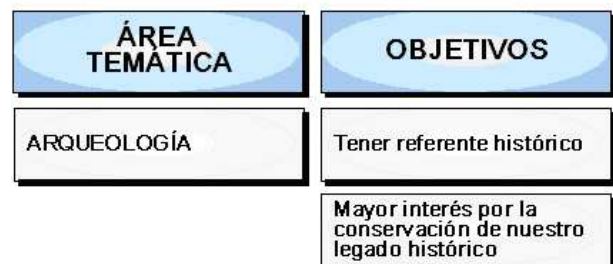 ÁREA
TEMÁTICA
OBJETIVOS
ARQUEOLOGÍA
Tener referente histórico
Mayor interés por la
conservación de nuestro
legado histórico